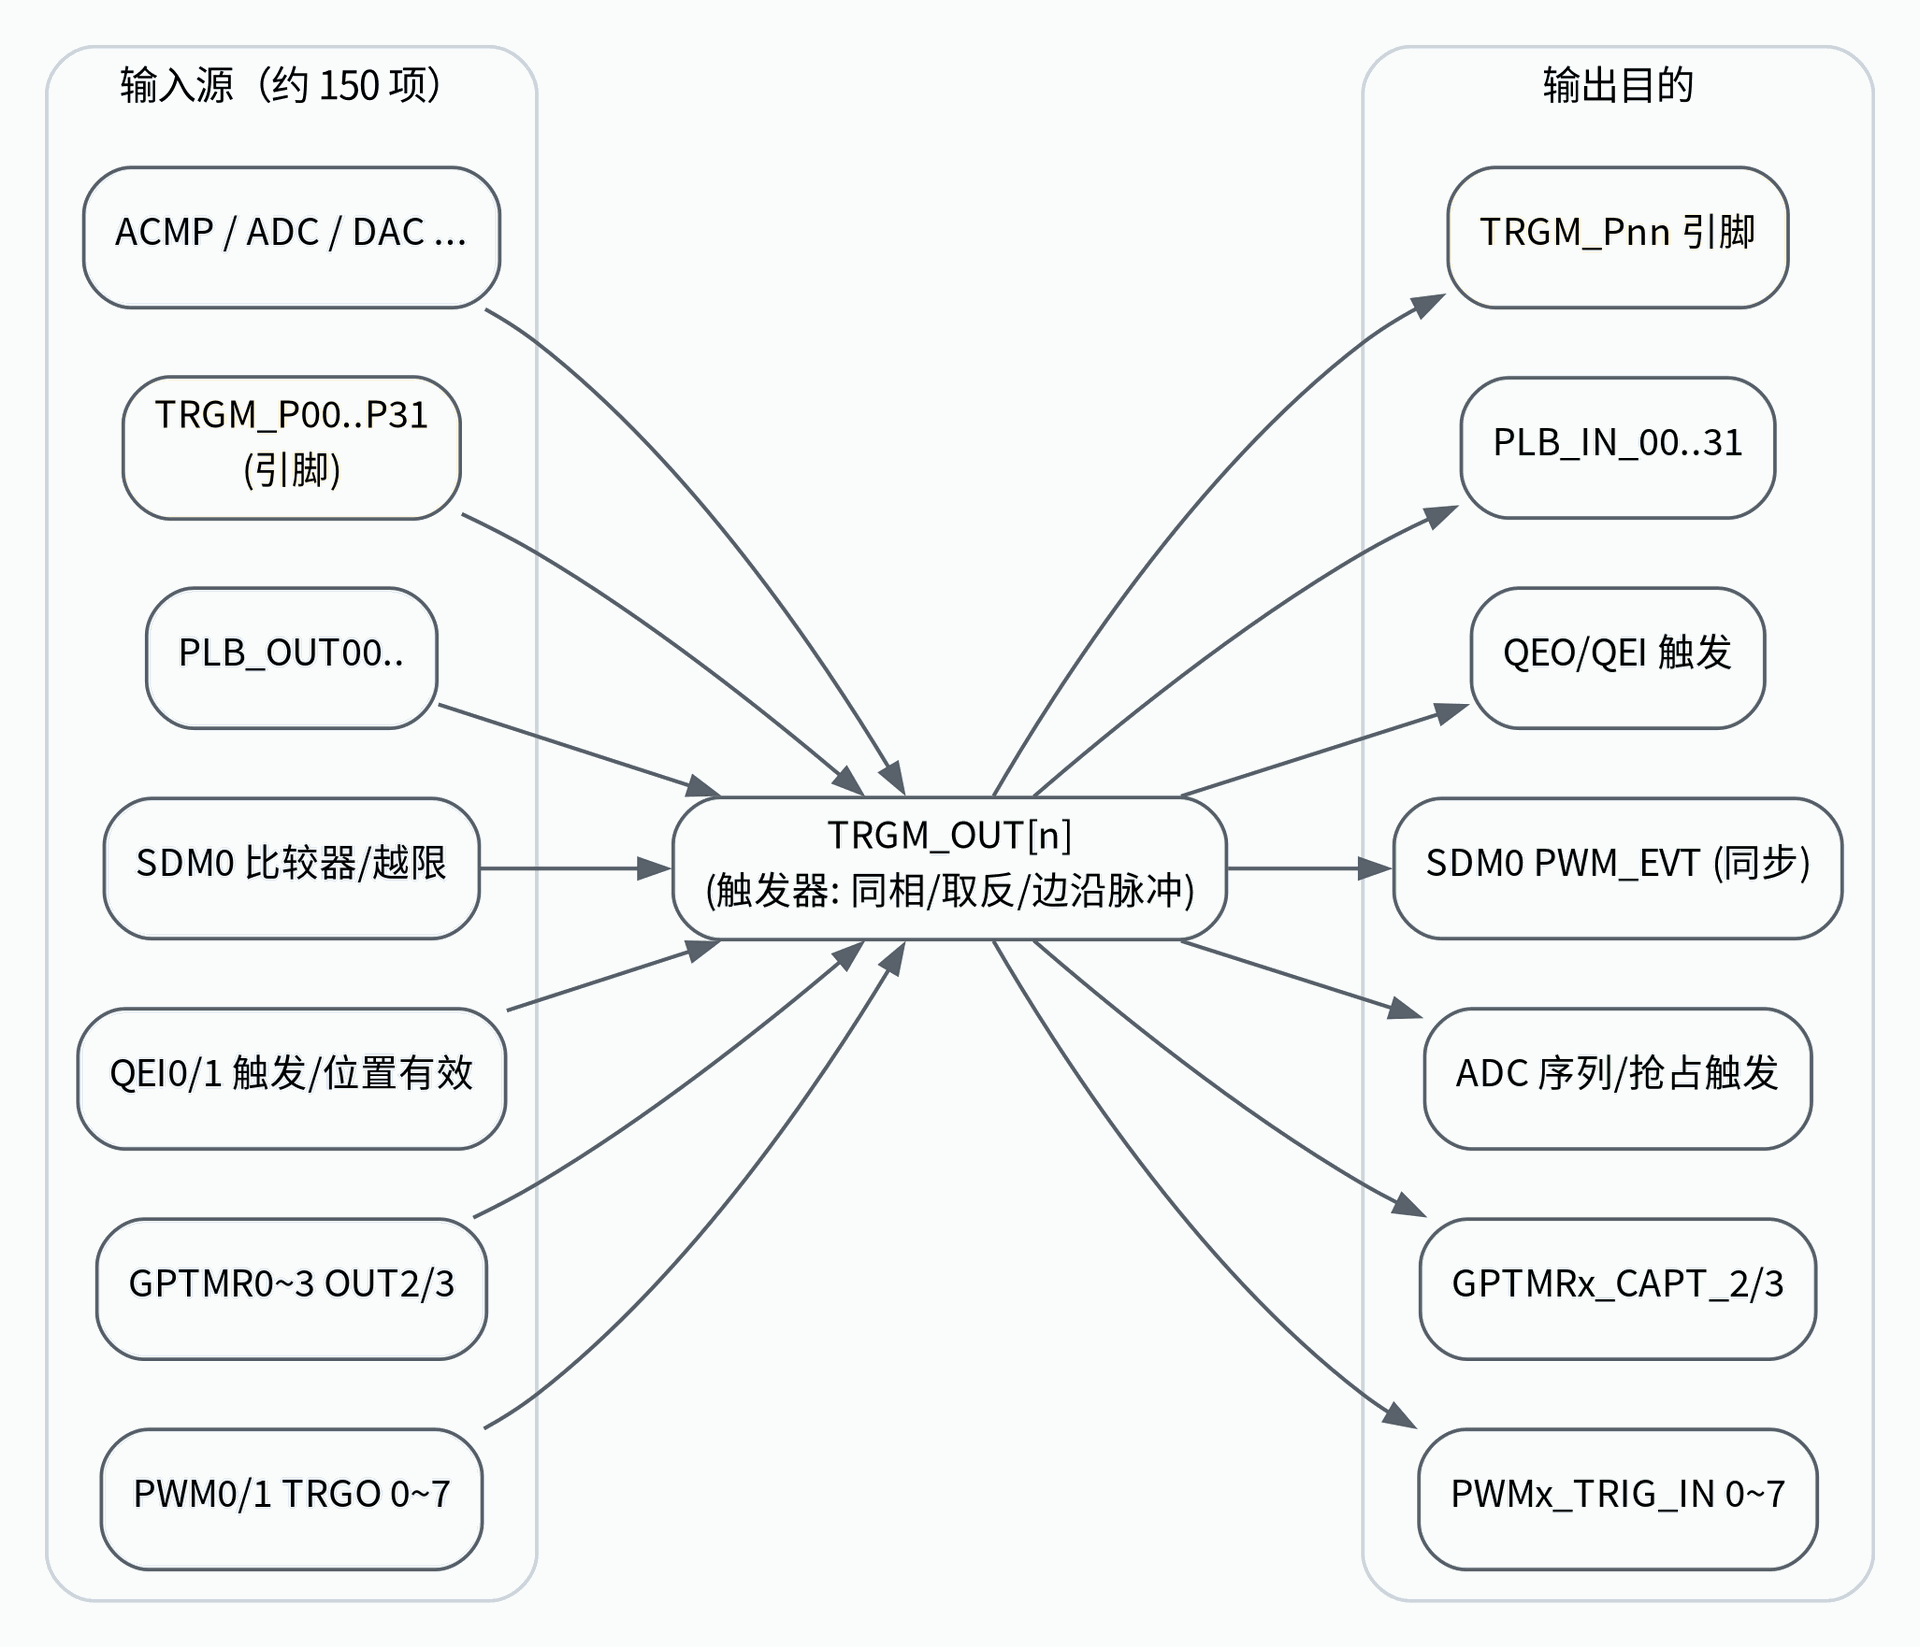 输入源（约 150 项）
ACMP / ADC / DAC ...
TRGM_P00..P31
(引脚)
PLB_OUT00..
SDM0 比较器/越限
QEI0/1 触发/位置有效
GPTMR0~3 OUT2/3
PWM0/1 TRGO 0~7
TRGM_OUT[n]
(触发器: 同相/取反/边沿脉冲)
输出目的
TRGM_Pnn 引脚
PLB_IN_00..31
QEO/QEI 触发
SDM0 PWM_EVT (同步)
ADC 序列/抢占触发
GPTMRx_CAPT_2/3
PWMx_TRIG_IN 0~7